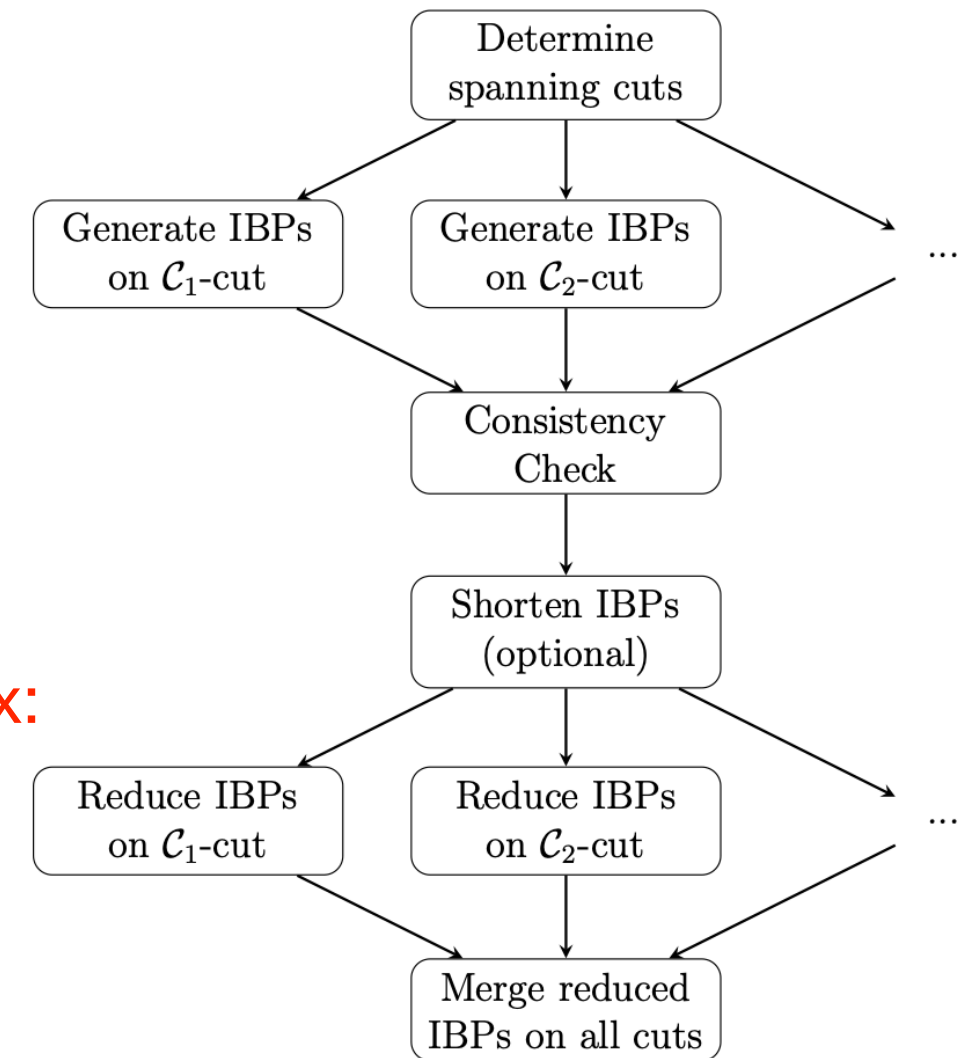 Determine
spanning cuts
Generate IBPs
on 𝒞₁-cut
Generate IBPs
on 𝒞₂-cut
...
Consistency
Check
Shorten IBPs
(optional)
x:
Reduce IBPs
on 𝒞₁-cut
Reduce IBPs
on 𝒞₂-cut
...
Merge reduced
IBPs on all cuts